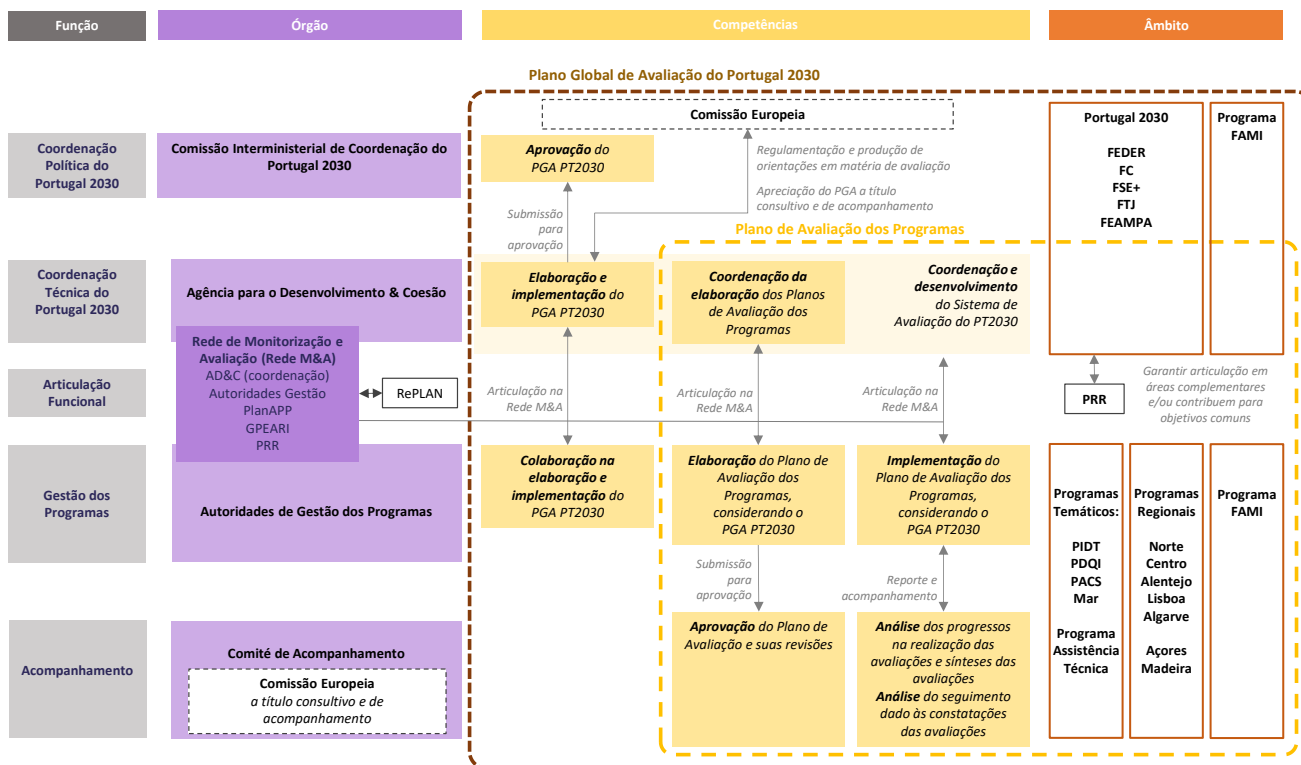 Função
Órgão
Competências
Âmbito
Plano Global de Avaliação do Portugal 2030
Comissão Europeia
Coordenação
Política do
Portugal 2030
Comissão Interministerial de Coordenação do
Portugal 2030
Aprovação do
PGA PT2030
Regulamentação e produção de
orientações em matéria de avaliação
Apreciação do PGA a título
consultivo e de acompanhamento
Submissão
para
aprovação
Portugal 2030
FEDER
FC
FSE+
FTJ
FEAMPA
Programa
FAMI
Plano de Avaliação dos Programas
Coordenação
Técnica do
Portugal 2030
Agência para o Desenvolvimento & Coesão
Elaboração e
implementação do
PGA PT2030
Coordenação da
elaboração dos Planos
de Avaliação dos
Programas
Coordenação e
desenvolvimento
do Sistema de
Avaliação do PT2030
Articulação
Funcional
Rede de Monitorização e
Avaliação (Rede M&A)
AD&C (coordenação)
Autoridades Gestão
PlanAPP
GPEARI
PRR
RePLAN
Articulação na
Rede M&A
Articulação na
Rede M&A
Articulação na
Rede M&A
PRR
Garantir articulação em
áreas complementares
e/ou contribuem para
objetivos comuns
Gestão dos
Programas
Autoridades de Gestão dos Programas
Colaboração na
elaboração e
implementação do
PGA PT2030
Elaboração do Plano de
Avaliação dos
Programas,
considerando o
PGA PT2030
Implementação do
Plano de Avaliação dos
Programas,
considerando o
PGA PT2030
Submissão
para
aprovação
Reporte e
acompanhamento
Programas
Temáticos:
PIDT
PDQI
PACS
Mar
Programa
Assistência
Técnica
Programas
Regionais
Norte
Centro
Alentejo
Lisboa
Algarve
Açores
Madeira
Programa
FAMI
Acompanhamento
Comité de Acompanhamento
Comissão Europeia
a título consultivo e de
acompanhamento
Aprovação do Plano de
Avaliação e suas revisões
Análise dos progressos
na realização das
avaliações e sínteses das
avaliações
Análise do seguimento
dado às constatações
das avaliações